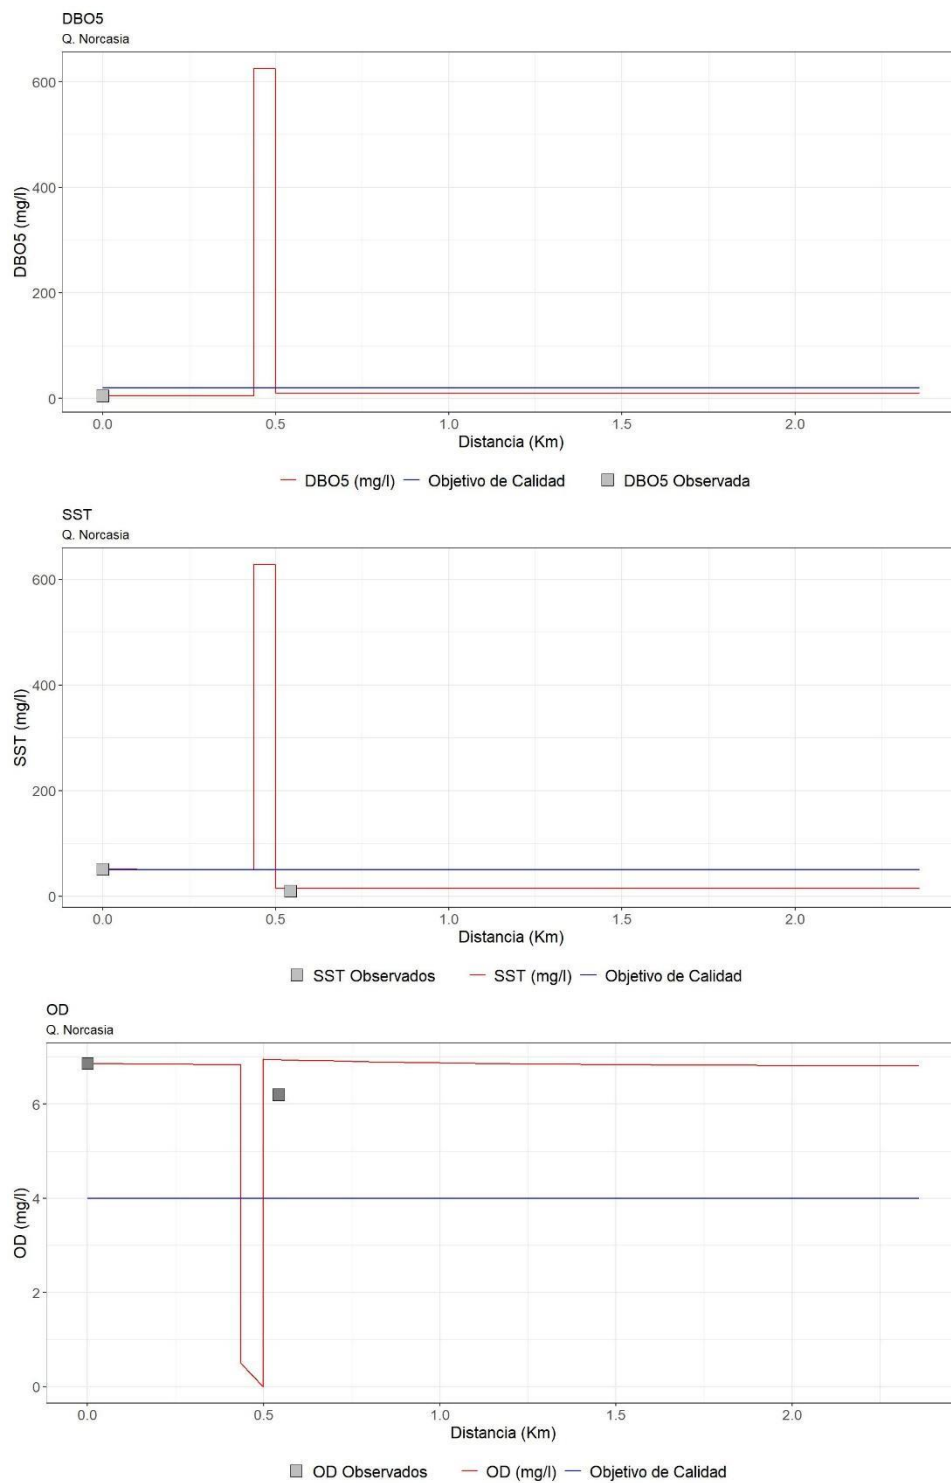 DBO5
Q. Norcasia
600
400
200
0
DBO5 (mg/l)
0.0 0.5 1.0 1.5 2.0
Distancia (Km)
DBO5 (mg/l) Objetivo de Calidad DBO5 Observada
SST
Q. Norcasia
600
400
200
0
SST (mg/l)
0.0 0.5 1.0 1.5 2.0
Distancia (Km)
SST Observados SST (mg/l) Objetivo de Calidad
OD
Q. Norcasia
6
4
2
0
OD (mg/l)
0.0 0.5 1.0 1.5 2.0
Distancia (Km)
OD Observados OD (mg/l) Objetivo de Calidad